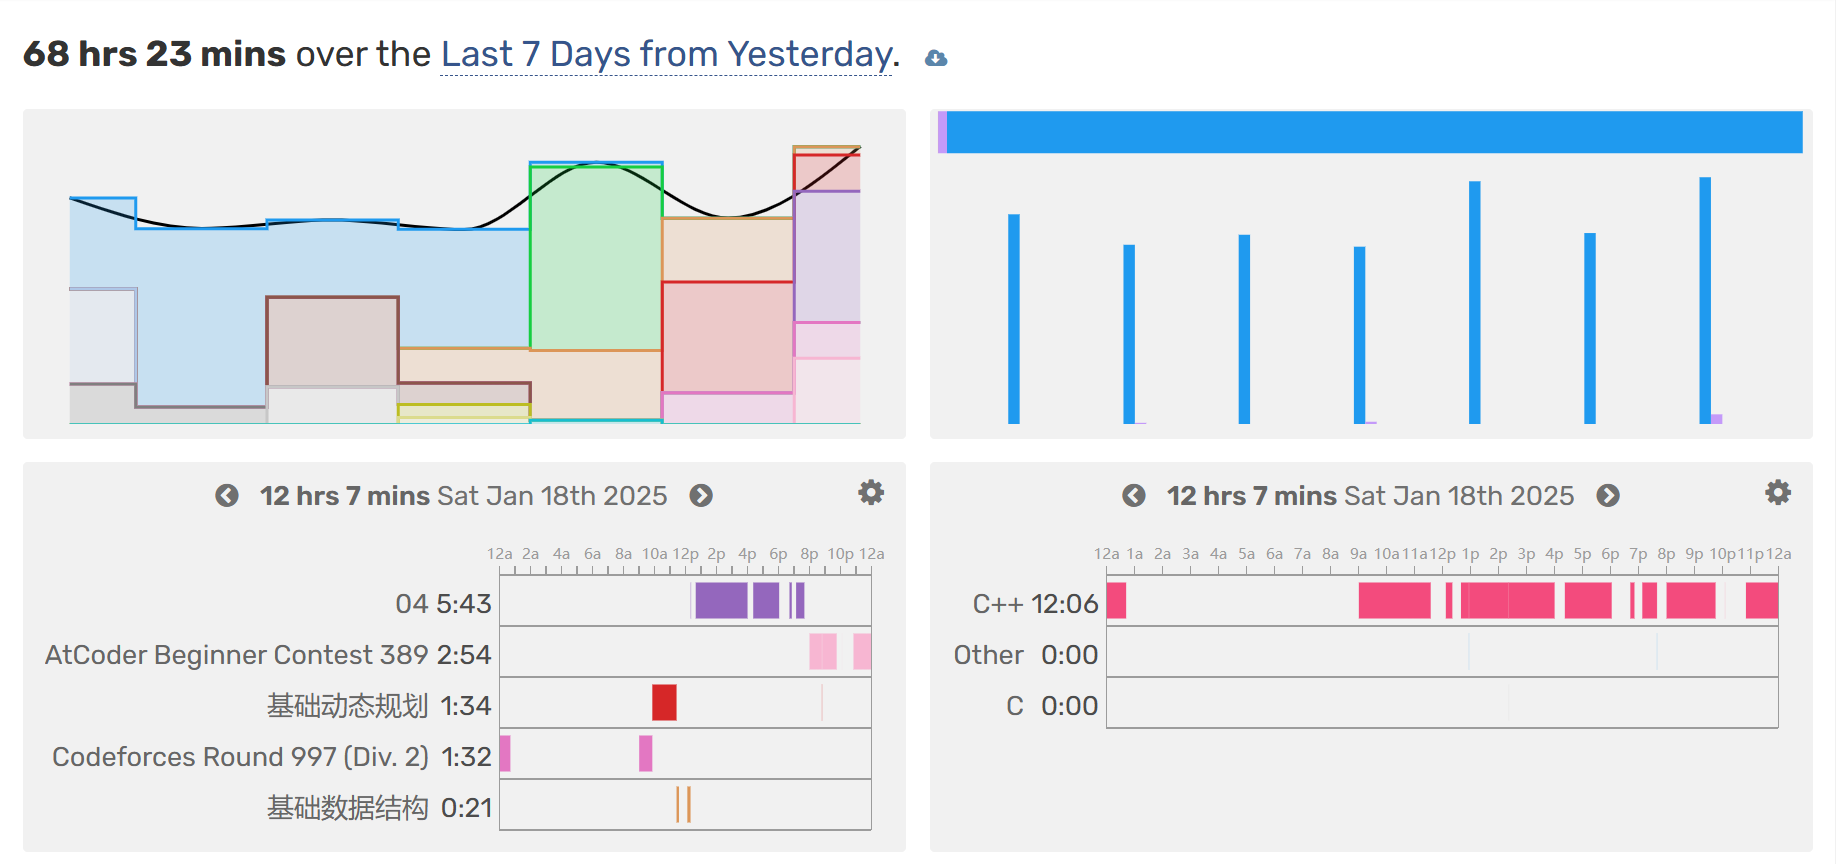 68 hrs 23 mins over the Last 7 Days from Yesterday.
12 hrs 7 mins Sat Jan 18th 2025
12a 2a 4a 6a 8a 10a 12p 2p 4p 6p 8p 10p 12a
04 5:43
AtCoder Beginner Contest 389 2:54
基础动态规划 1:34
Codeforces Round 997 (Div. 2) 1:32
基础数据结构 0:21
12 hrs 7 mins Sat Jan 18th 2025
12a 1a 2a 3a 4a 5a 6a 7a 8a 9a 10a 11a 12p 1p 2p 3p 4p 5p 6p 7p 8p 9p 10p 11p 12a
C++ 12:06
Other 0:00
C 0:00